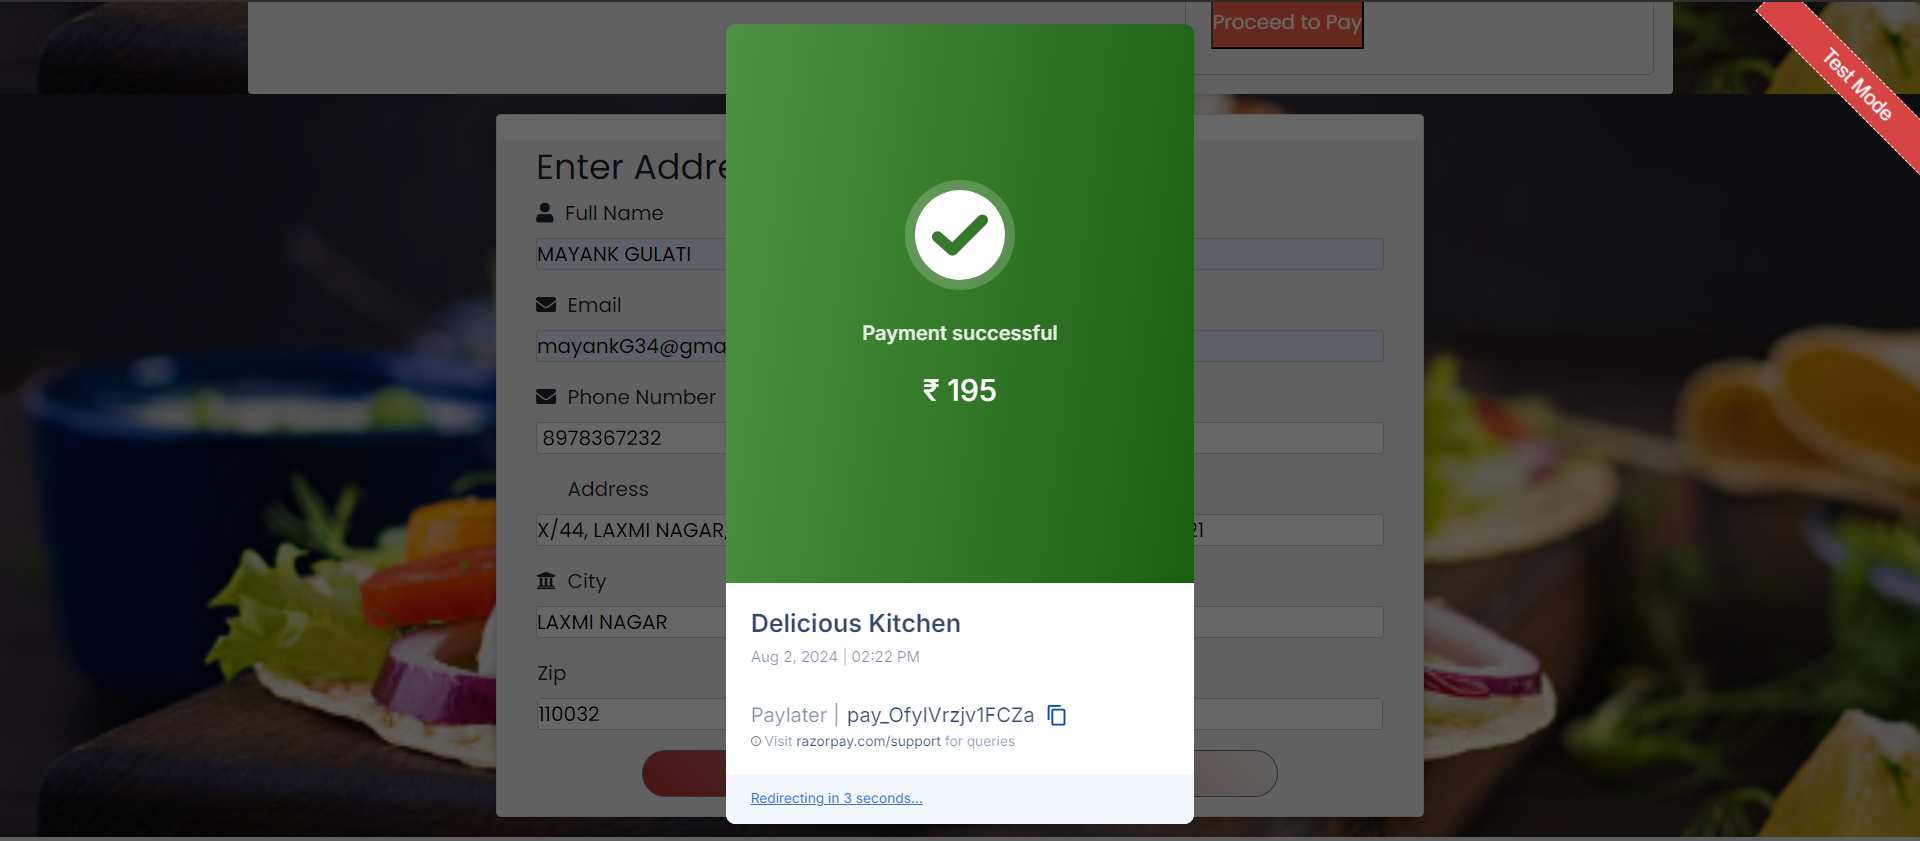 Proceed to Pay
Test Mode
Enter Addre
Full Name
MAYANK GULATI
Email
mayankG34@gma
Phone Number
8978367232
Address
X/44, LAXMI NAGAR, 21
City
LAXMI NAGAR
Zip
110032
Payment successful
₹ 195
Delicious Kitchen
Aug 2, 2024 | 02:22 PM
Paylater | pay_OfyIVrzjv1FCZa
Visit razorpay.com/support for queries
Redirecting in 3 seconds...